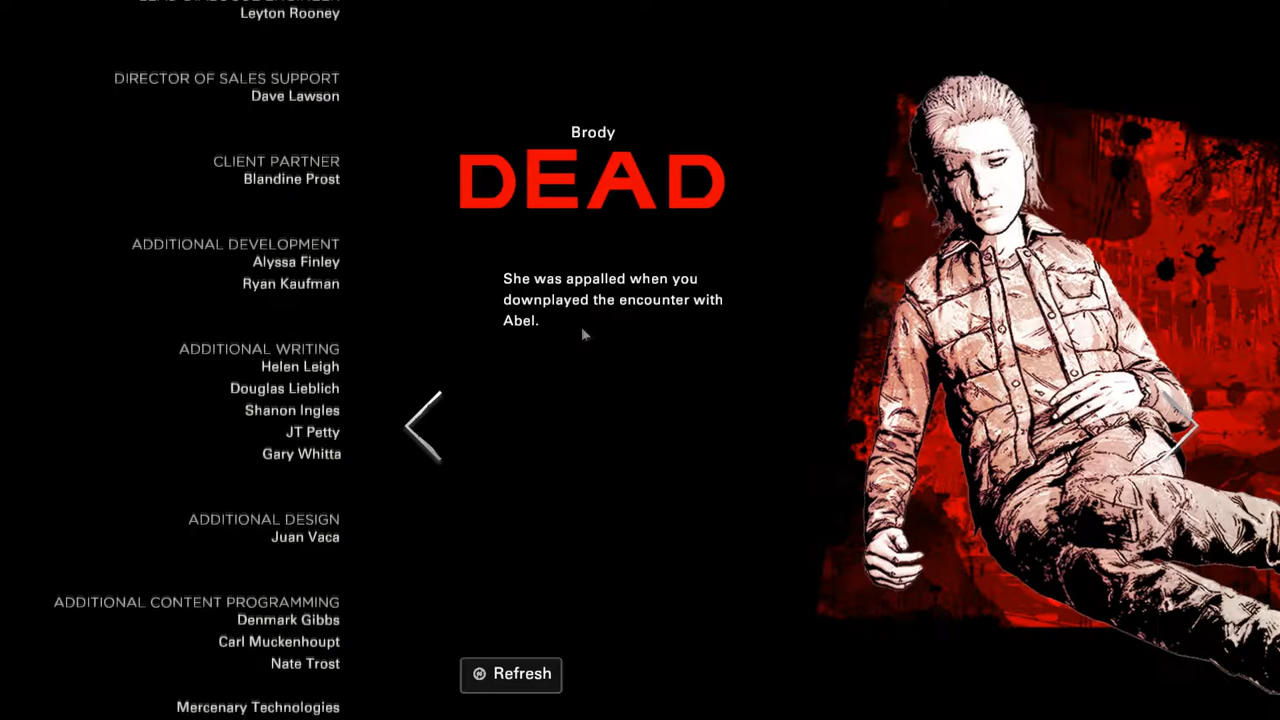 Leyton Rooney
DIRECTOR OF SALES SUPPORT
Dave Lawson
CLIENT PARTNER
Blandine Prost
ADDITIONAL DEVELOPMENT
Alyssa Finley
Ryan Kaufman
ADDITIONAL WRITING
Helen Leigh
Douglas Lieblich
Shanon Ingles
JT Petty
Gary Whitta
ADDITIONAL DESIGN
Juan Vaca
ADDITIONAL CONTENT PROGRAMMING
Denmark Gibbs
Carl Muckenhoupt
Nate Trost
Mercenary Technologies
Brody
DEAD
She was appalled when you
downplayed the encounter with
Abel.
Refresh